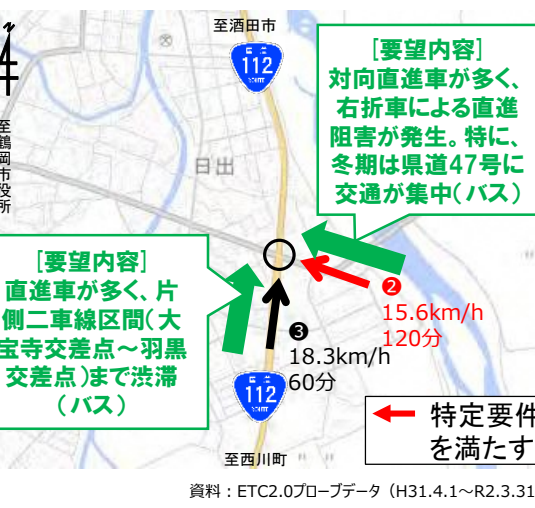 至酒田市
国道
112
ROUTE
至鶴岡市役所
日出
[要望内容]
対向直進車が多く、
右折車による直進
阻害が発生。特に、
冬期は県道47号に
交通が集中（バス）
[要望内容]
直進車が多く、片
側二車線区間（大
宝寺交差点～羽黒
交差点）まで渋滞
（バス）
❷
15.6km/h
120分
❸
18.3km/h
60分
112
ROUTE
至西川町
特定要件
を満たす
資料：ETC2.0プローブデータ（H31.4.1～R2.3.31